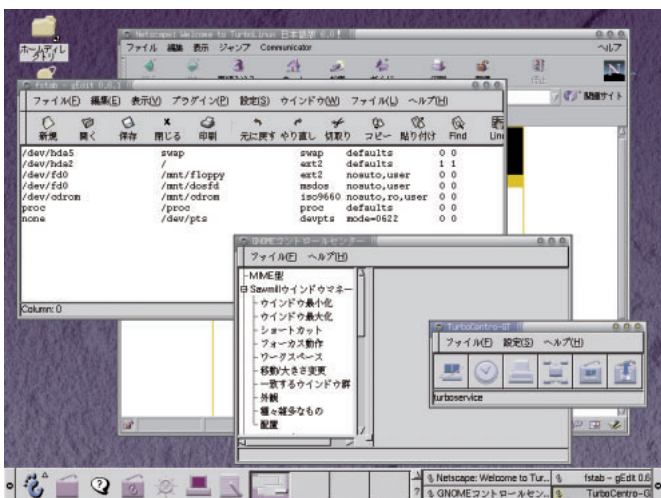 ホームディレクトリ
Netscape: Welcome to TurboLinux 日本語版 6.0!
ファイル 編集 表示 ジャンプ Communicator ヘルプ
関連サイト
fstab - gEdit 0.6.1
ファイル(F) 編集(E) 表示(V) プラグイン(P) 設定(S) ウインドウ(W) ファイル(L) ヘルプ(H)
新規 開く 保存 閉じる 印刷 元に戻す やり直し 切取り コピー 貼り付け Find Line
/dev/hda5 swap swap defaults 0 0
/dev/hda2 / ext2 defaults 1 1
/dev/fd0 /mnt/floppy ext2 noauto,user 0 0
/dev/fd0 /mnt/dosfd msdos noauto,user 0 0
/dev/cdrom /mnt/cdrom iso9660 noauto,ro,user 0 0
proc /proc proc defaults 0 0
none /dev/pts devpts mode=0622 0 0
Column: 0
GNOMEコントロールセンター
ファイル(F) ヘルプ(H)
MIME型
Sawmillウインドウマネー
ウインドウ最小化
ウインドウ最大化
ショートカット
フォーカス動作
ワークスペース
移動/大きさ変更
一致するウインドウ群
外観
種々雑多なもの
配置
TurboContro-GT
ファイル(F) 設定(S) ヘルプ(H)
turboservice
Netscape: Welcome to Tur... fstab - gEdit 0.6
GNOMEコントロールセン... TurboContro-G